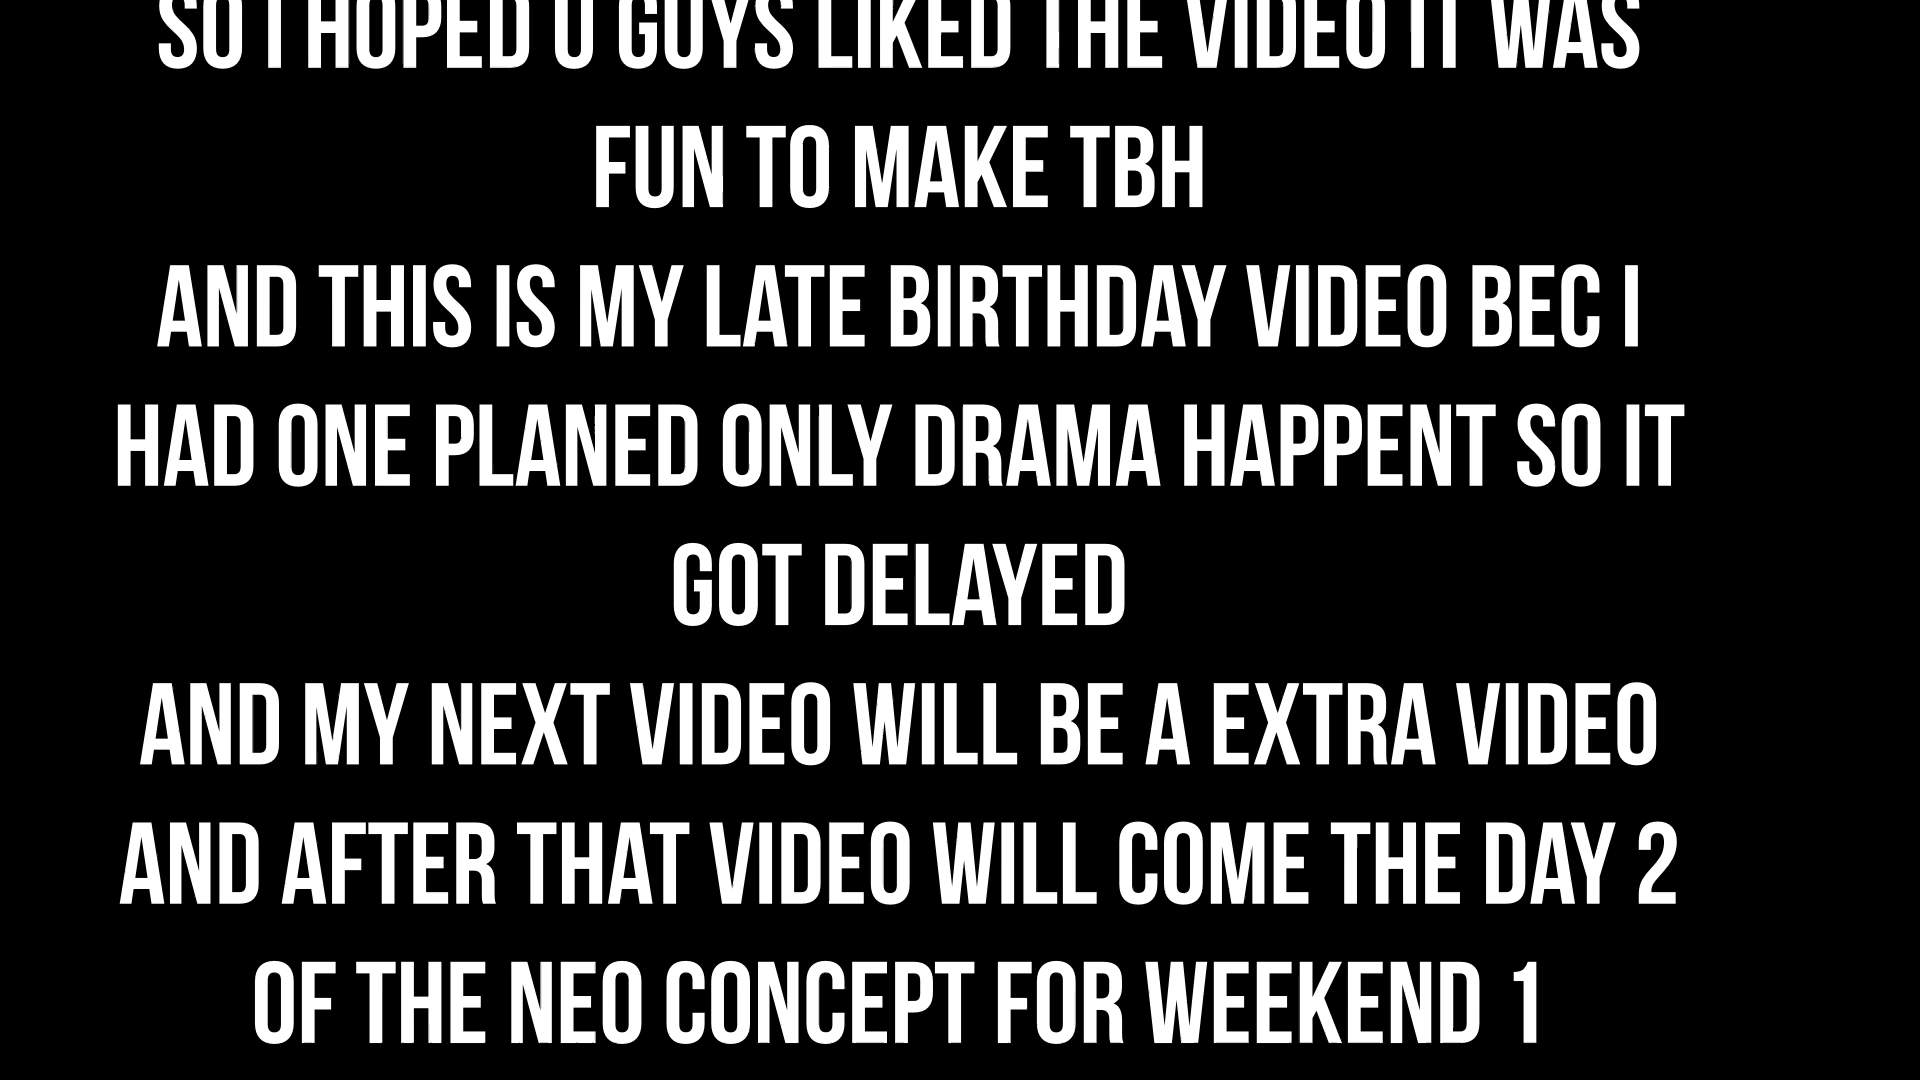 SO I HOPED U GUYS LIKED THE VIDEO IT WAS
FUN TO MAKE TBH
AND THIS IS MY LATE BIRTHDAY VIDEO BEC I
HAD ONE PLANED ONLY DRAMA HAPPENT SO IT
GOT DELAYED
AND MY NEXT VIDEO WILL BE A EXTRA VIDEO
AND AFTER THAT VIDEO WILL COME THE DAY 2
OF THE NEO CONCEPT FOR WEEKEND 1